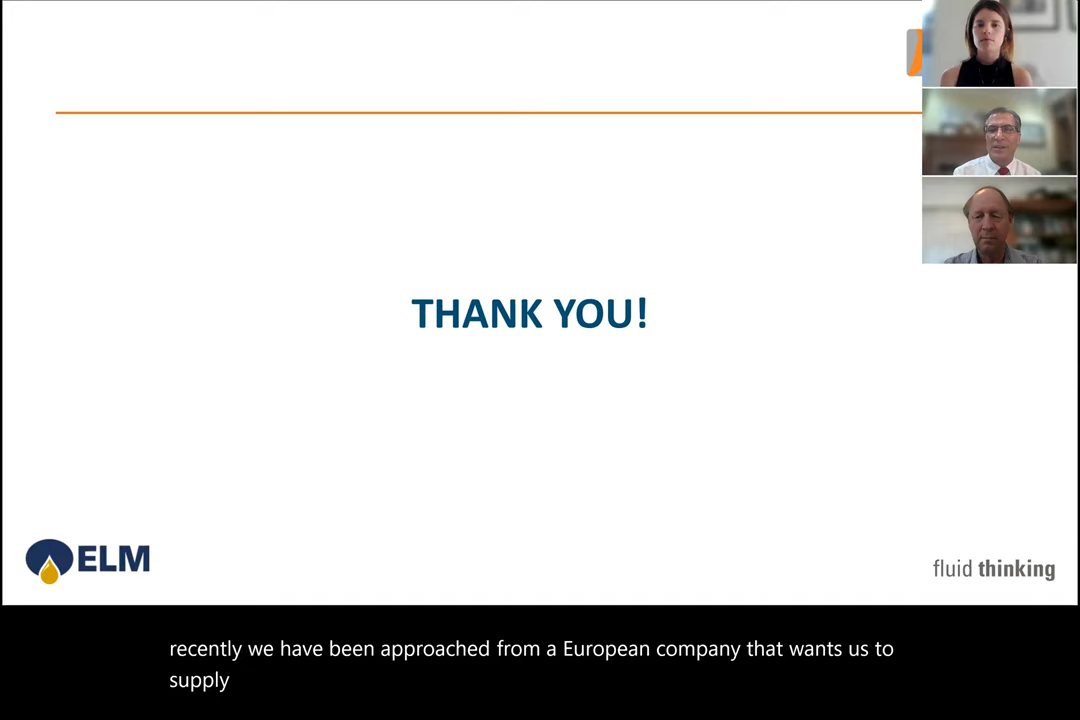 THANK YOU!
ELM
fluid thinking
recently we have been approached from a European company that wants us to
supply